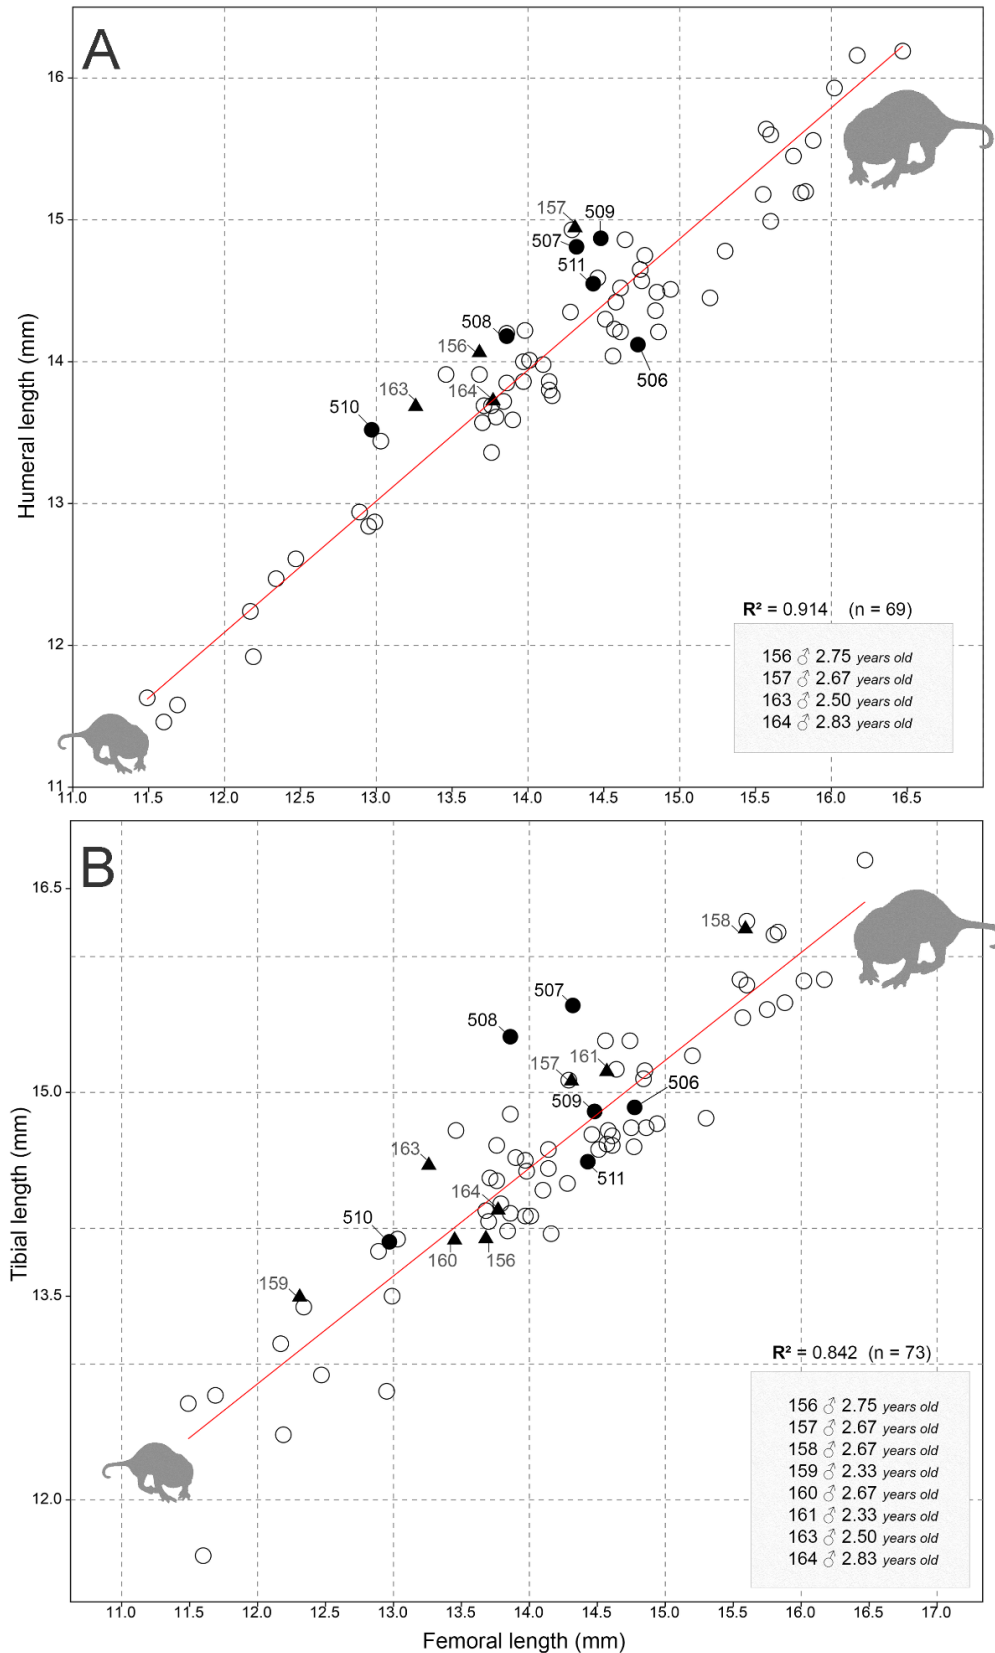 A
16
15
14
13
12
11
Humeral length (mm)
157
509
507
511
508
156
506
163
164
510
R² = 0.914 (n = 69)
156 ♂ 2.75 years old
157 ♂ 2.67 years old
163 ♂ 2.50 years old
164 ♂ 2.83 years old
11.0 11.5 12.0 12.5 13.0 13.5 14.0 14.5 15.0 15.5 16.0 16.5
B
16.5
15.0
13.5
12.0
Tibial length (mm)
158
507
508
157
161
506
509
163
511
164
510
160
156
159
R² = 0.842 (n = 73)
156 ♂ 2.75 years old
157 ♂ 2.67 years old
158 ♂ 2.67 years old
159 ♂ 2.33 years old
160 ♂ 2.67 years old
161 ♂ 2.33 years old
163 ♂ 2.50 years old
164 ♂ 2.83 years old
11.0 11.5 12.0 12.5 13.0 13.5 14.0 14.5 15.0 15.5 16.0 16.5 17.0
Femoral length (mm)